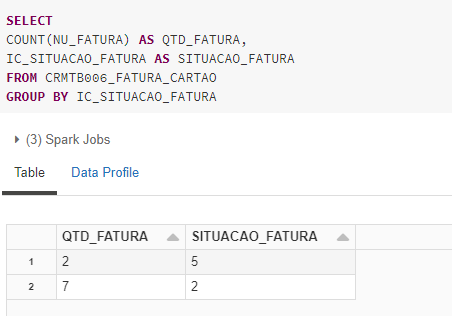 SELECT
COUNT(NU_FATURA) AS QTD_FATURA,
IC_SITUACAO_FATURA AS SITUACAO_FATURA
FROM CRMTB006_FATURA_CARTAO
GROUP BY IC_SITUACAO_FATURA
(3) Spark Jobs
Table Data Profile
QTD_FATURA SITUACAO_FATURA
1 2 5
2 7 2